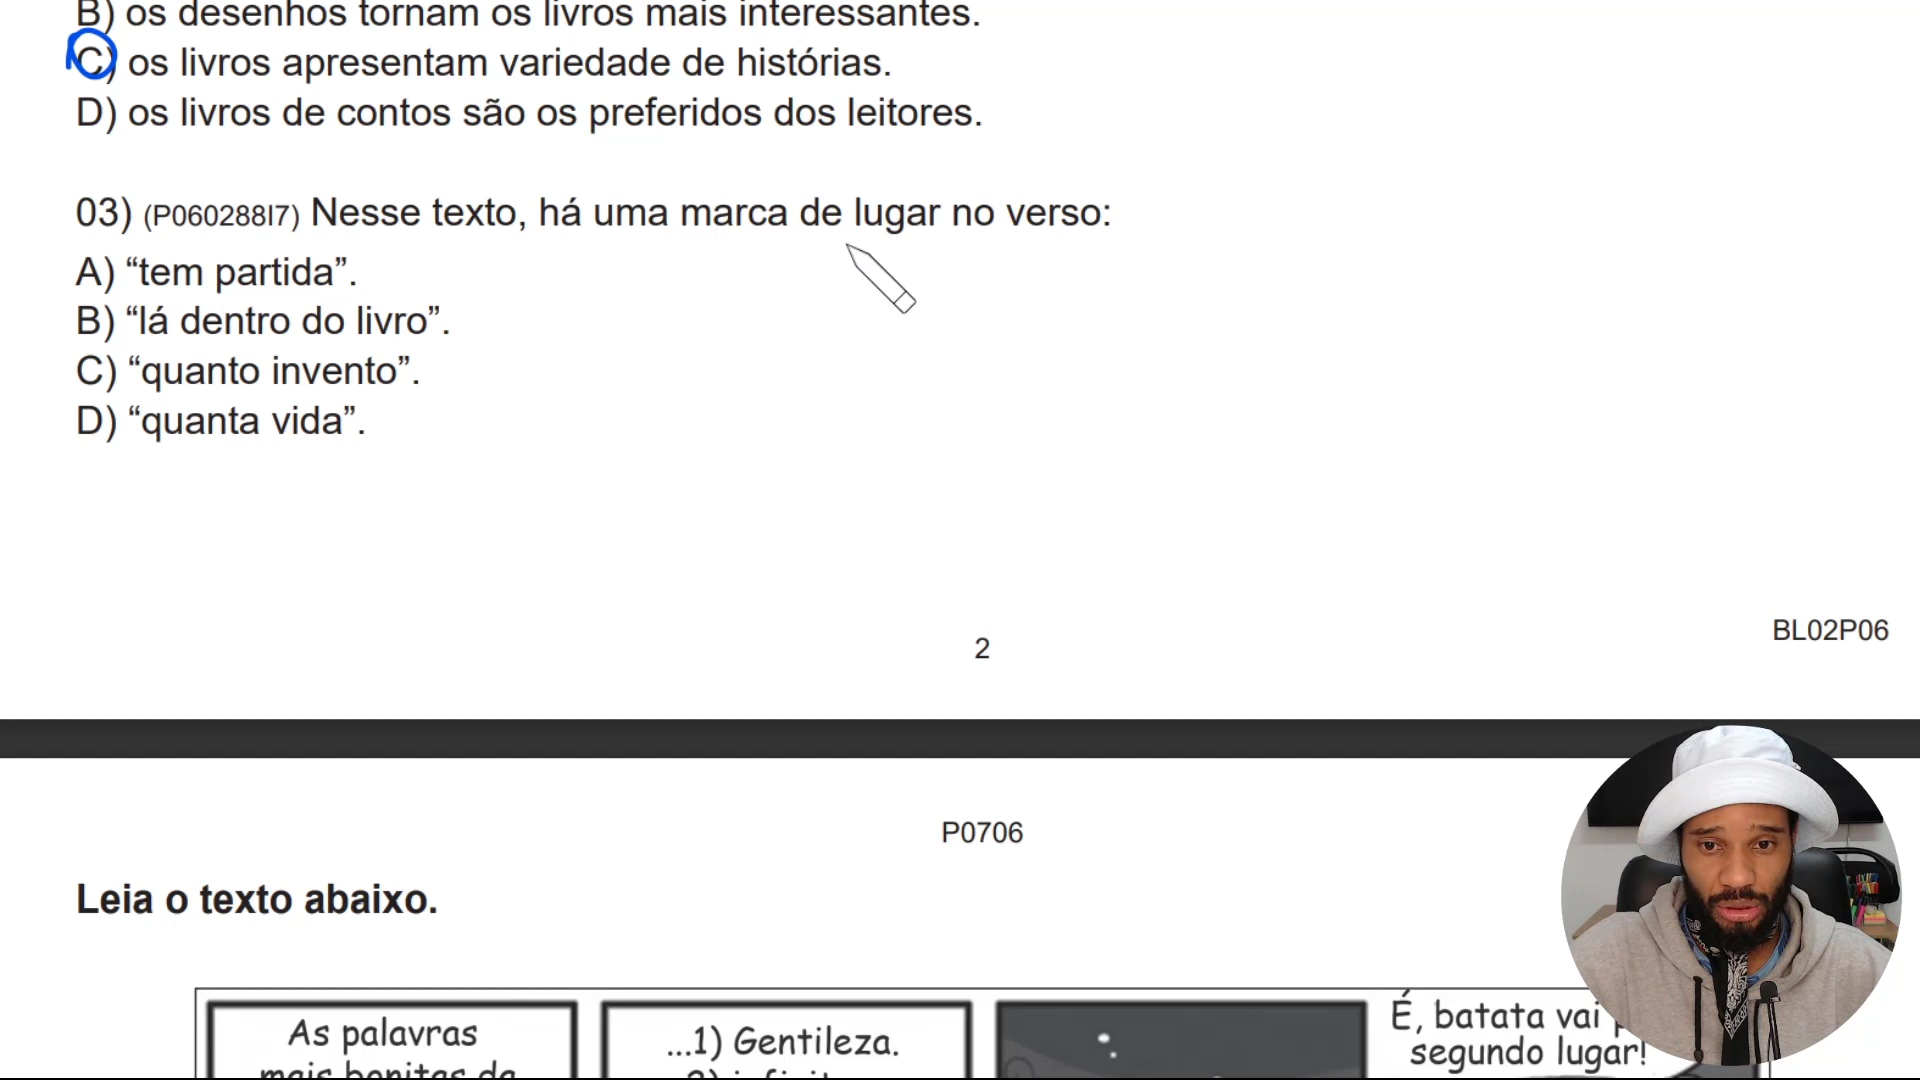 B) os desenhos tornam os livros mais interessantes.
C) os livros apresentam variedade de histórias.
D) os livros de contos são os preferidos dos leitores.
03) (P060288I7) Nesse texto, há uma marca de lugar no verso:
A) “tem partida”.
B) “lá dentro do livro”.
C) “quanto invento”.
D) “quanta vida”.
2
BL02P06
P0706
Leia o texto abaixo.
As palavras
mais bonitas da
...1) Gentileza.
É, batata vai
segundo lugar!